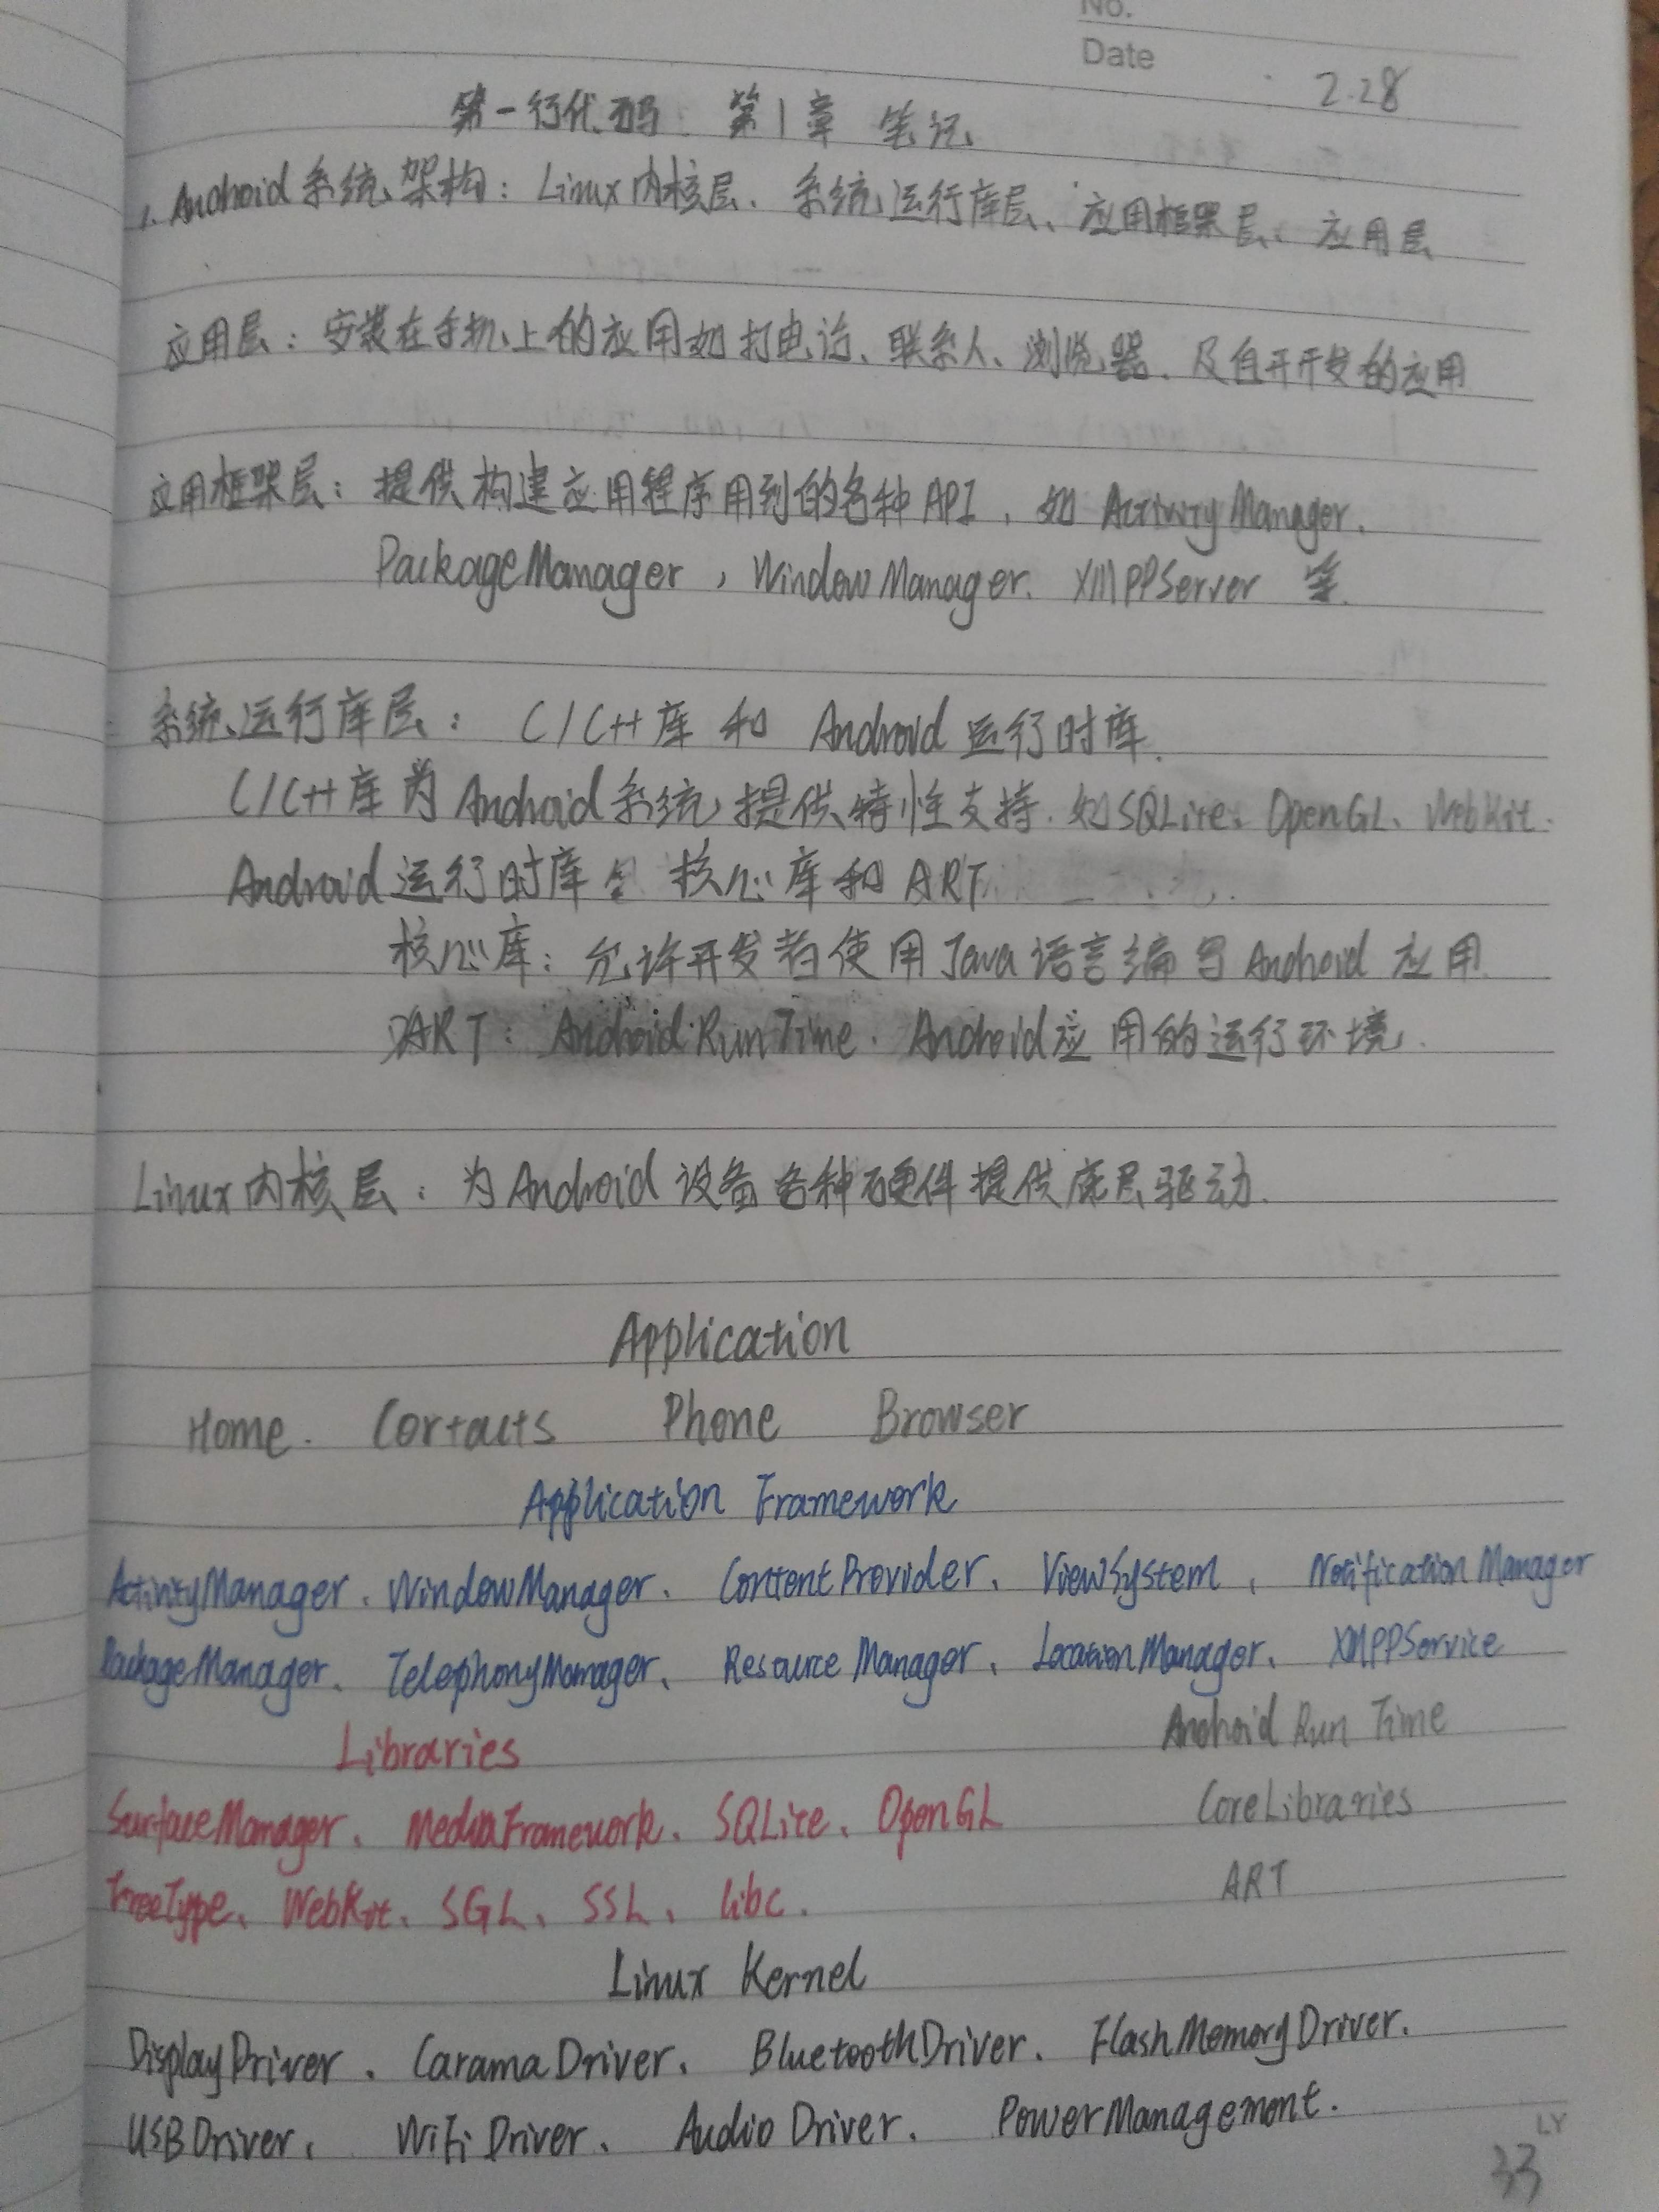 No.
Date 2.28
第一行代码 第1章 笔记
1. Android系统架构：Linux内核层、系统运行库层、应用框架层、应用层
应用层：安装在手机上的应用如打电话、联系人、浏览器、及自开开发的应用
应用框架层：提供构建应用程序用到的各种API、如 ActivityManager.
PackageManager，WindowManager. XMPPServer 等.
系统运行库层：C/C++库 和 Android 运行时库.
C/C++库为Android系统提供特性支持. 如SQLite、OpenGL、WebKit.
Android运行时库 核心库和ART
核心库：允许开发者使用Java语言编写Android应用
ART：Android RunTime. Android应用的运行环境.
Linux内核层：为Android设备各种硬件提供底层驱动.
Application
Home. Contacts Phone Browser
Application Framework
ActivityManager、WindowManager、ContentProvider、ViewSystem、NotificationManager
PackageManager、TelephonyManager、ResourceManager、LocationManager、XMPPService
Libraries Android Run Time
SurfaceManager、MediaFramework、SQLite、OpenGL CoreLibraries
FreeType、WebKit、SGL、SSL、libc. ART
Linux Kernel
DisplayDriver、CaramaDriver、BluetoothDriver、FlashMemoryDriver.
USBDriver、WiFiDriver、AudioDriver、PowerManagement.
LY
33